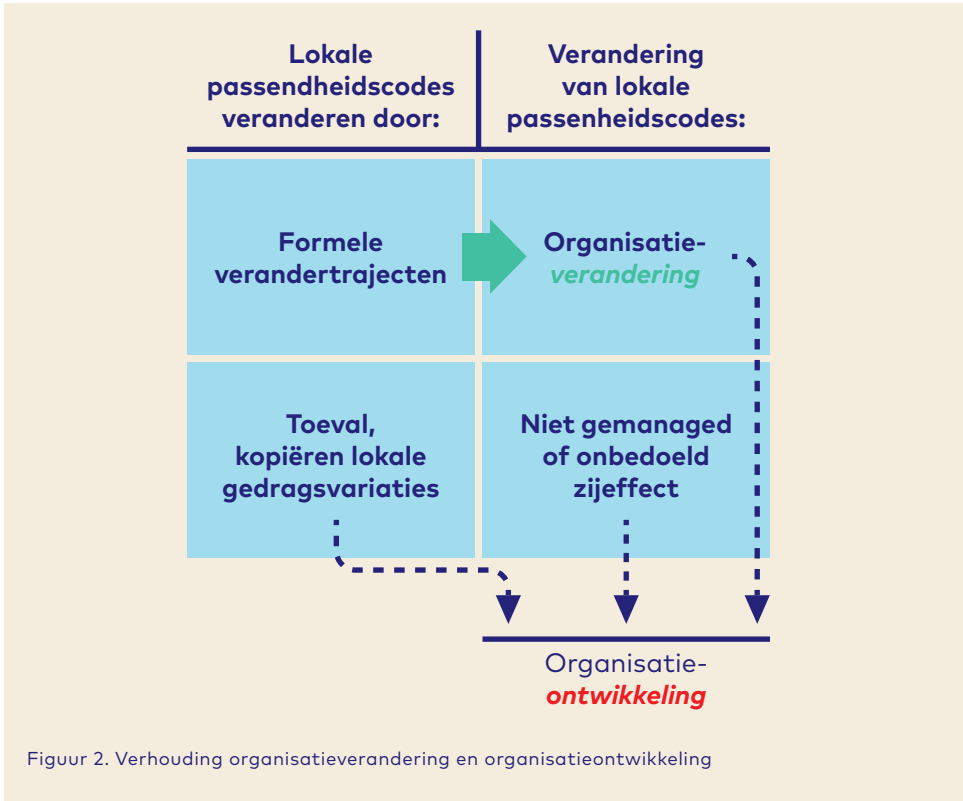 Lokale
passendheidscodes
veranderen door:
Verandering
van lokale
passenheidscodes:
Formele
verandertrajecten
Organisatie-
verandering
Toeval,
kopiëren lokale
gedragsvariaties
Niet gemanaged
of onbedoeld
zijeffect
Organisatie-
ontwikkeling
Figuur 2. Verhouding organisatieverandering en organisatieontwikkeling